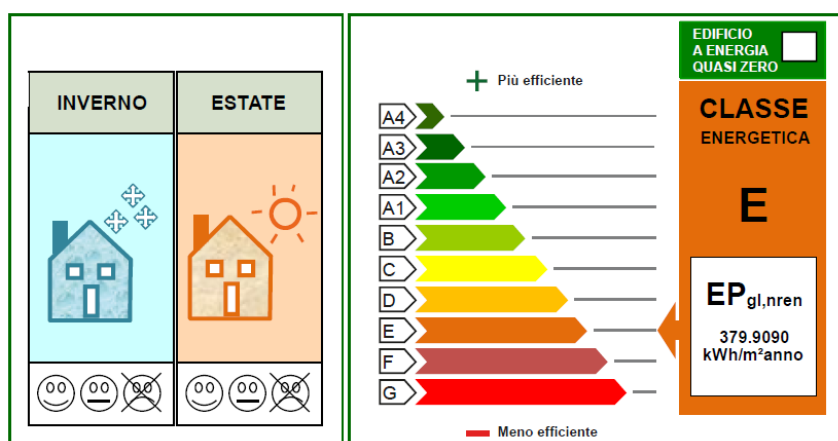 INVERNO
ESTATE
Più efficiente
A4
A3
A2
A1
B
C
D
E
F
G
Meno efficiente
EDIFICIO
A ENERGIA
QUASI ZERO
CLASSE
ENERGETICA
E
EPgl,nren
379.9090
kWh/m²anno